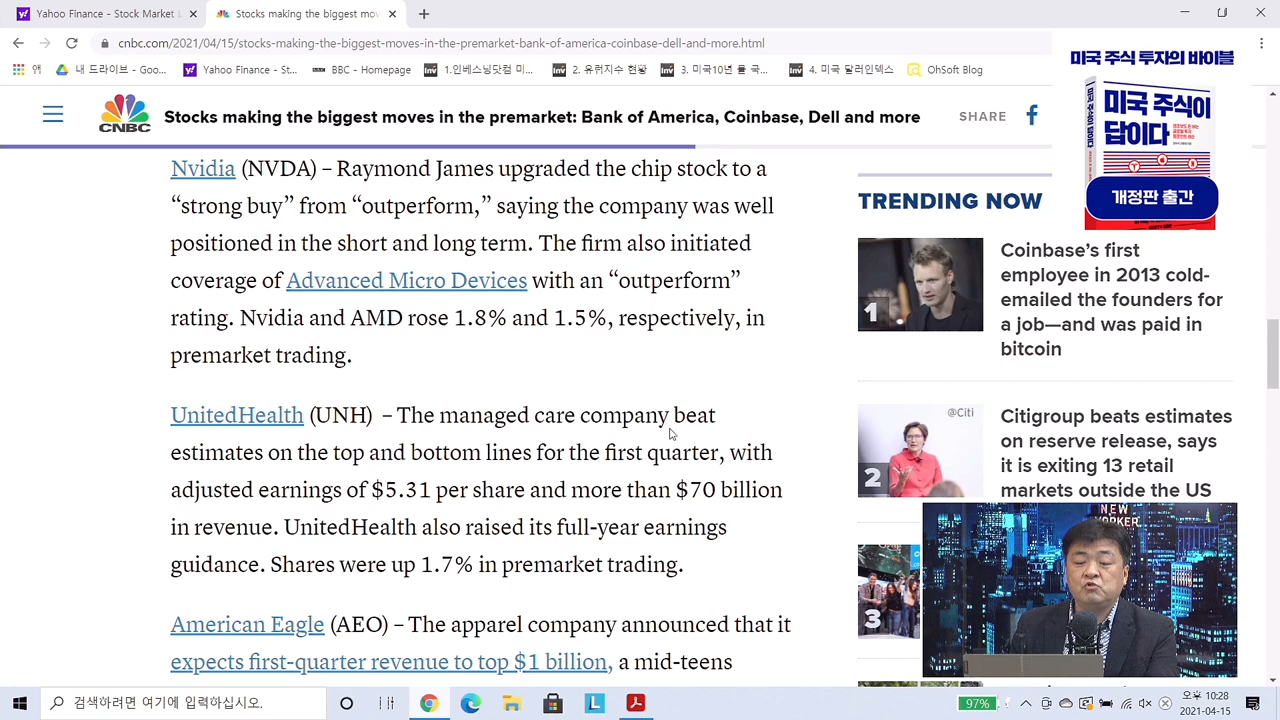 Yahoo Finance - Stock Market L
Stocks making the biggest moves
cnbc.com/2021/04/15/stocks-making-the-biggest-moves-in-the-premarket-bank-of-america-coinbase-dell-and-more.html
앱
내 드라이브 - Goo...
Yahoo Finance - St...
BBC - Homepage
2. 유럽지수 현황
3. 미국10년 물 국...
4. 미국 달러인덱스
OhSoft Blog
미국 주식 투자의 바이블
미국 주식이
답이다
개정판 출간
CNBC
Stocks making the biggest moves in the premarket: Bank of America, Coinbase, Dell and more
SHARE
Nvidia (NVDA) – Raymond James upgraded the chip stock to a
“strong buy” from “outperform,” saying the company was well
positioned in the short and long term. The firm also initiated
coverage of Advanced Micro Devices with an “outperform”
rating. Nvidia and AMD rose 1.8% and 1.5%, respectively, in
premarket trading.
UnitedHealth (UNH) – The managed care company beat
estimates on the top and bottom lines for the first quarter, with
adjusted earnings of $5.31 per share and more than $70 billion
in revenue. UnitedHealth also raised its full-year earnings
guidance. Shares were up 1.7% in premarket trading.
American Eagle (AEO) – The apparel company announced that it
expects first-quarter revenue to top $1 billion, a mid-teens
TRENDING NOW
1
Coinbase’s first
employee in 2013 cold-
emailed the founders for
a job—and was paid in
bitcoin
@Citi
2
Citigroup beats estimates
on reserve release, says
it is exiting 13 retail
markets outside the US
3
NEW
YORKER
검색하려면 여기에 입력하십시오.
97%
오후 10:28
2021-04-15